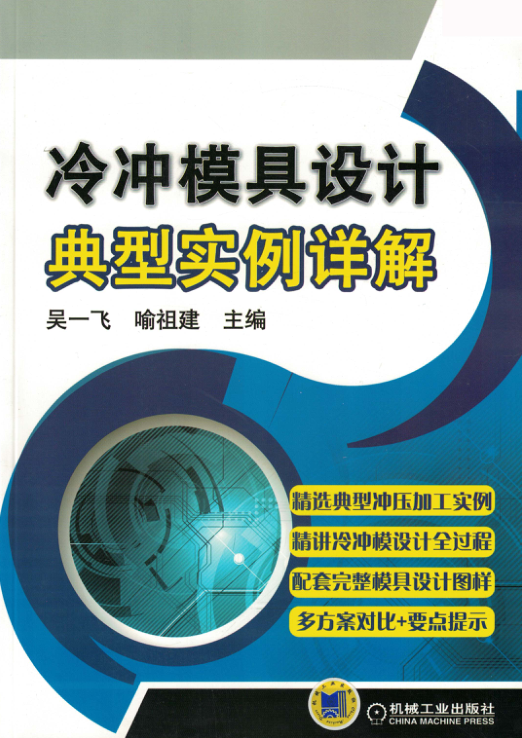 冷冲模具设计
典型实例详解
吴一飞 喻祖建 主编
精选典型冲压加工实例
精讲冷冲模设计全过程
配套完整模具设计图样
多方案对比+要点提示
机械工业出版社
CHINA MACHINE PRESS